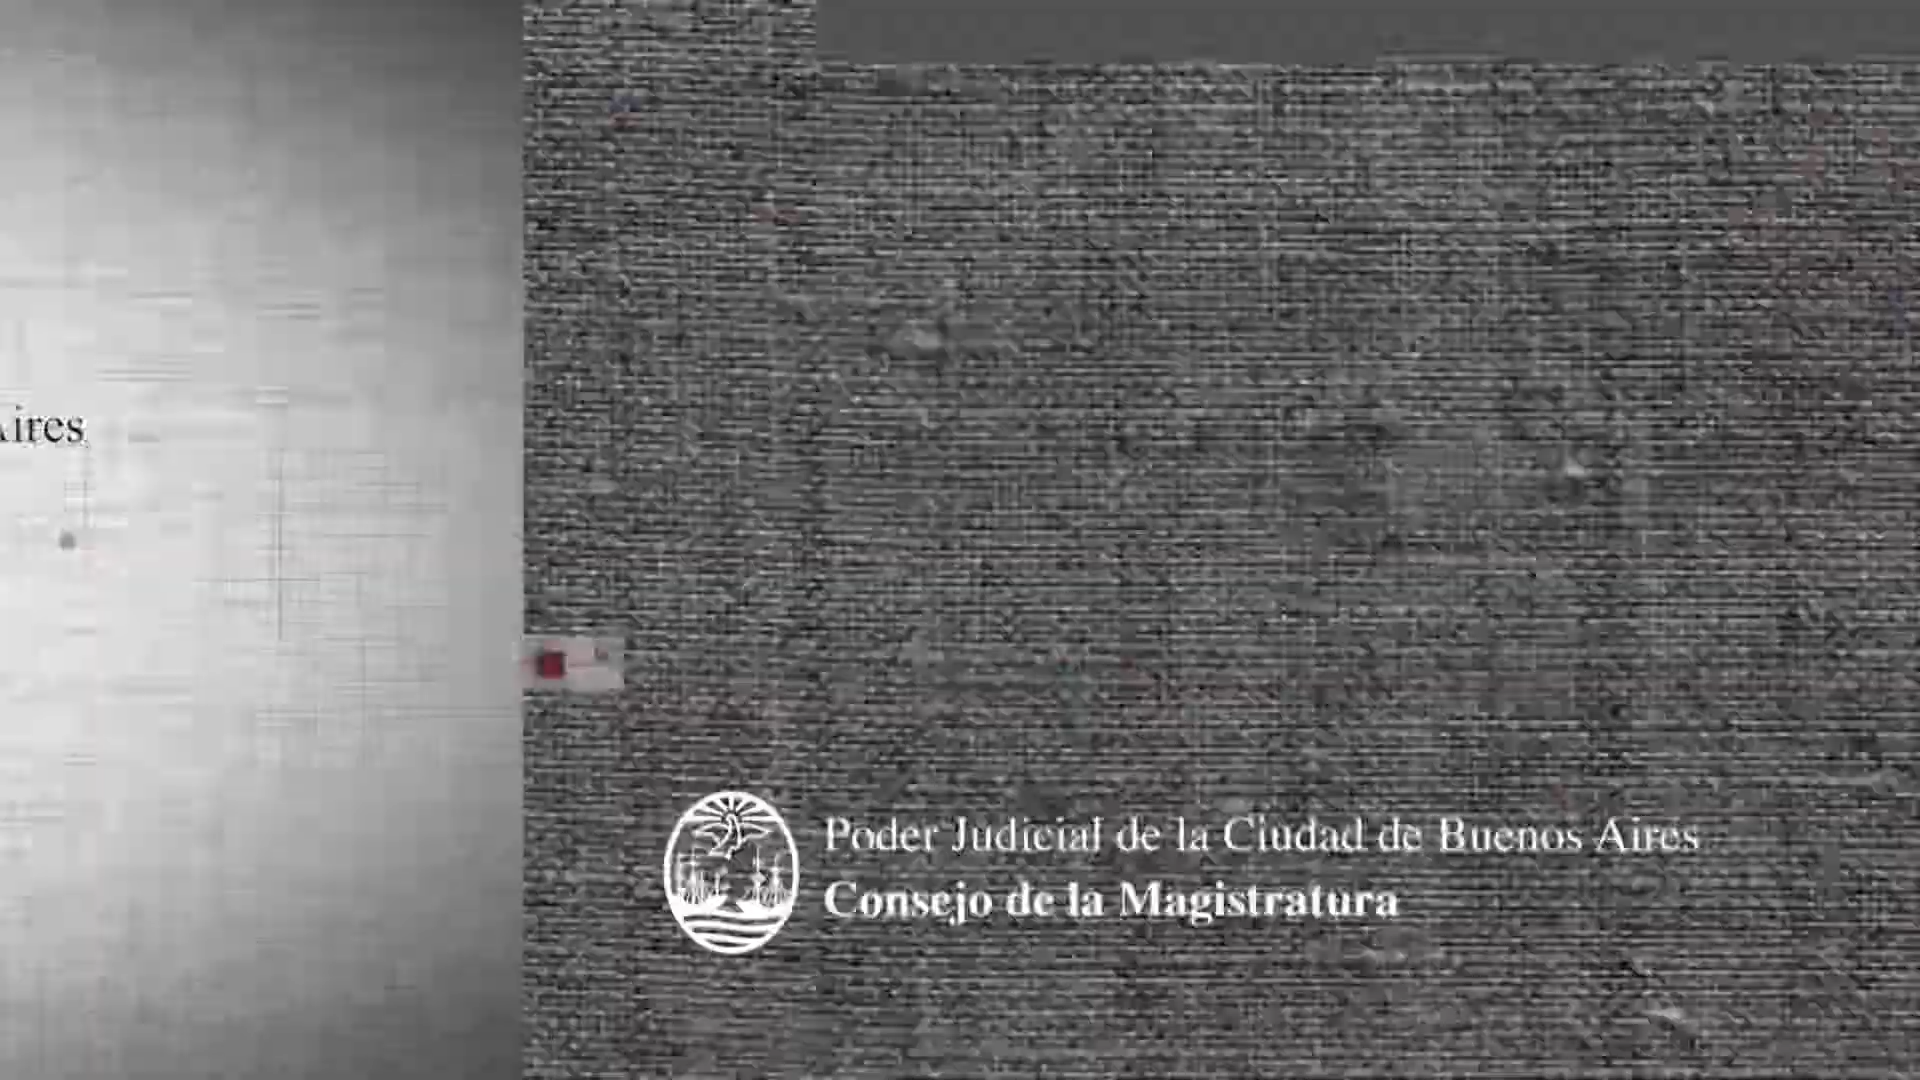 Aires
Poder Judicial de la Ciudad de Buenos Aires
Consejo de la Magistratura